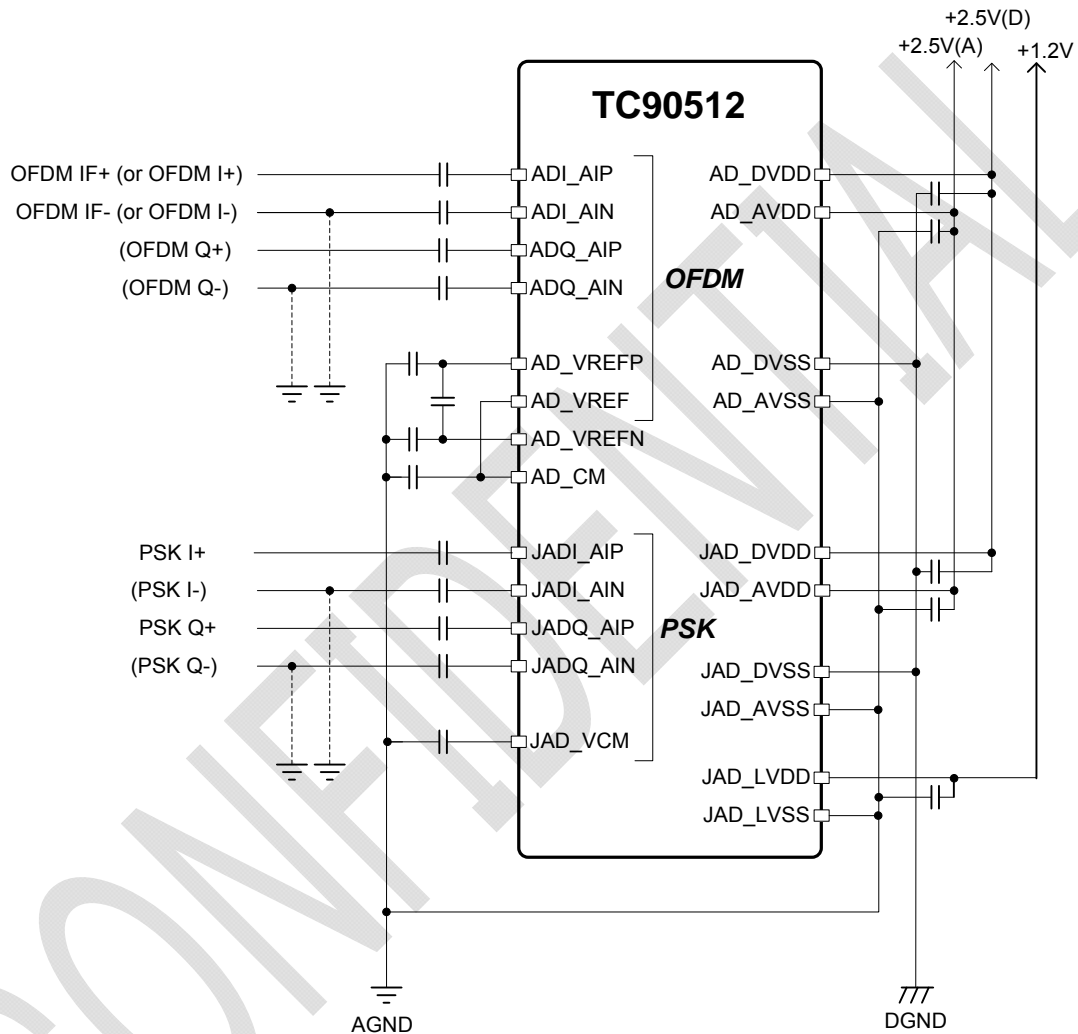 +2.5V(D)
+2.5V(A)
+1.2V
TC90512
OFDM IF+ (or OFDM I+)
ADI_AIP
AD_DVDD
OFDM IF- (or OFDM I-)
ADI_AIN
AD_AVDD
(OFDM Q+)
ADQ_AIP
OFDM
(OFDM Q-)
ADQ_AIN
AD_VREFP
AD_DVSS
AD_VREF
AD_AVSS
AD_VREFN
AD_CM
PSK I+
JADI_AIP
JAD_DVDD
(PSK I-)
JADI_AIN
JAD_AVDD
PSK Q+
JADQ_AIP
PSK
(PSK Q-)
JADQ_AIN
JAD_DVSS
JAD_AVSS
JAD_VCM
JAD_LVDD
JAD_LVSS
AGND
DGND
CONFIDENTIAL